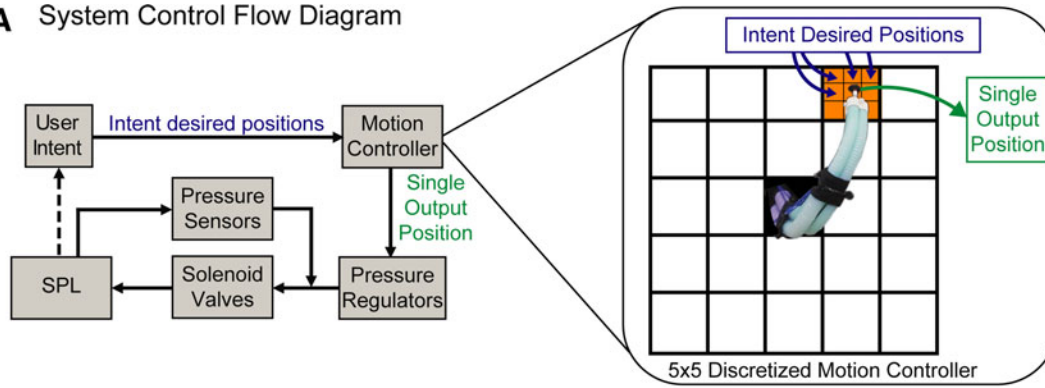 A System Control Flow Diagram
User
Intent
Intent desired positions
Motion
Controller
Single
Output
Position
Pressure
Sensors
SPL
Solenoid
Valves
Pressure
Regulators
Intent Desired Positions
Single
Output
Position
5x5 Discretized Motion Controller